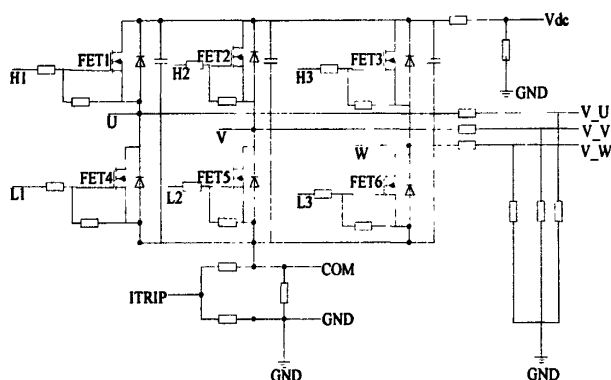 Vdc
FET1
FET2
FET3
H1
H2
H3
GND
U
V_U
V
V_V
W
V_W
FET4
FET5
FET6
L1
L2
L3
COM
ITRIP
GND
GND
GND